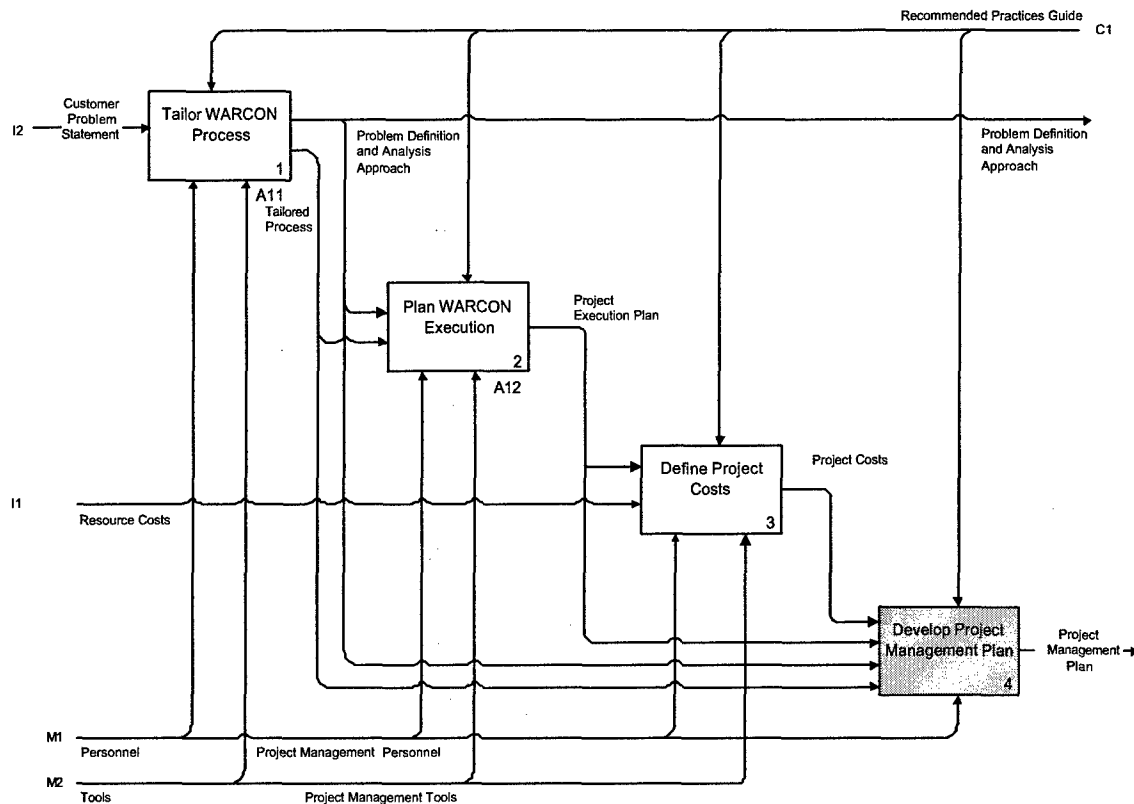 Recommended Practices Guide
C1
I2
Customer
Problem
Statement
Tailor WARCON
Process
1
A11
Problem Definition
and Analysis
Approach
Problem Definition
and Analysis
Approach
Tailored
Process
Plan WARCON
Execution
2
A12
Project
Execution Plan
I1
Resource Costs
Define Project
Costs
3
Project Costs
Develop Project
Management Plan
4
Project
Management
Plan
M1
Personnel
Project Management Personnel
M2
Tools
Project Management Tools